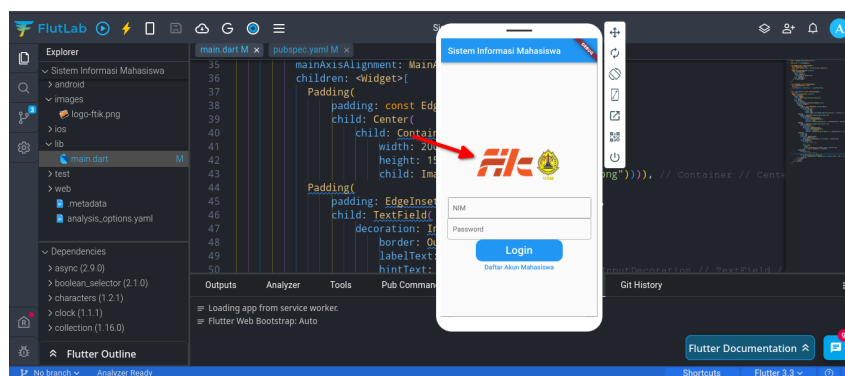 FlutLab
G
Si
A
Explorer
main.dart M ×
pubspec.yaml M ×
Sistem Informasi Mahasiswa
android
images
logo-ftik.png
ios
lib
main.dart M
test
web
.metadata
analysis_options.yaml
Dependencies
async (2.9.0)
boolean_selector (2.1.0)
characters (1.2.1)
clock (1.1.1)
collection (1.16.0)
Flutter Outline
3
R
35 mainAxisAlignment: MainA
36 children: <Widget>[
37 Padding(
38 padding: const Edg
39 child: Center(
40 child: Contain
41 width: 200
42 height: 15
43 child: Ima ng")))), // Container // Cente
44 Padding(
45 padding: EdgeInset
46 child: TextField(
47 decoration: In
48 border: Ou
49 labelText:
50 hintText: nputDecoration // TextField /
Sistem Informasi Mahasiswa
DEBUG
NIM
Password
Login
Daftar Akun Mahasiswa
Outputs Analyzer Tools Pub Comman Git History
Loading app from service worker.
Flutter Web Bootstrap: Auto
Flutter Documentation
No branch Analyzer Ready Shortcuts Flutter 3.3